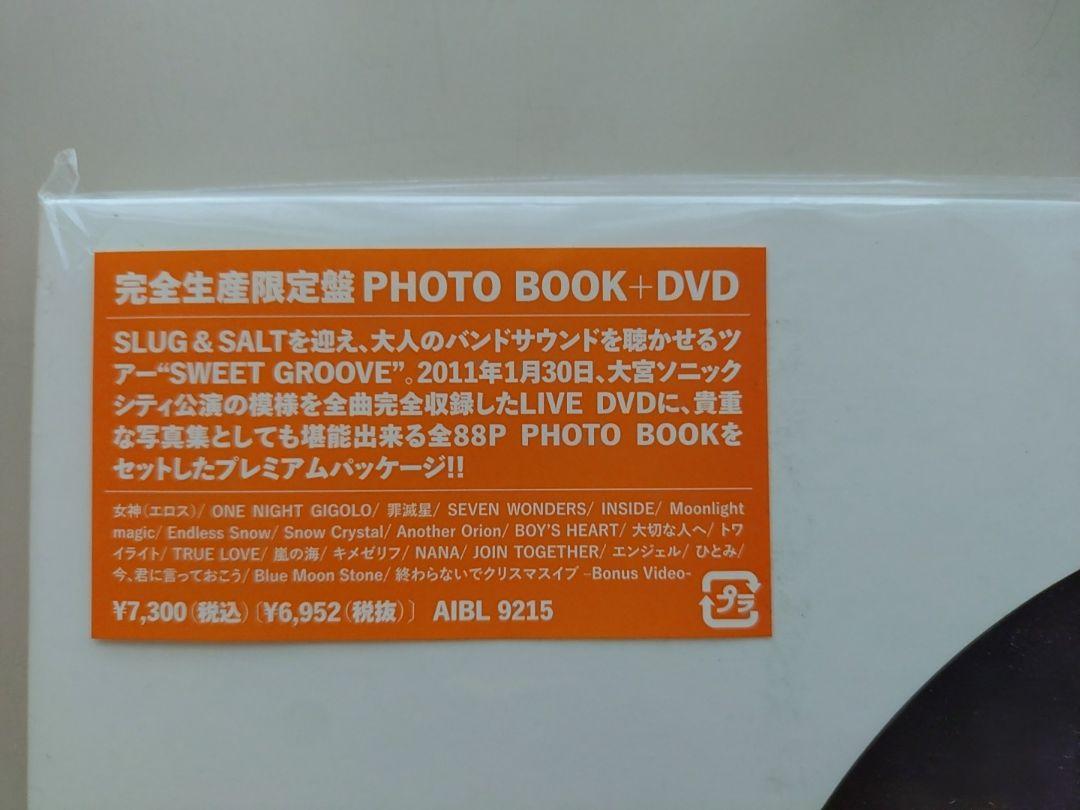 完全生産限定盤 PHOTO BOOK+DVD
SLUG & SALTを迎え、大人のバンドサウンドを聴かせるツ
アー“SWEET GROOVE”。2011年1月30日、大宮ソニック
シティ公演の模様を全曲完全収録したLIVE DVDに、貴重
な写真集としても堪能出来る全88P PHOTO BOOKを
セットしたプレミアムパッケージ!!
女神(エロス)/ ONE NIGHT GIGOLO/ 罪滅星/ SEVEN WONDERS/ INSIDE/ Moonlight
magic/ Endless Snow/ Snow Crystal/ Another Orion/ BOY'S HEART/ 大切な人へ/ トワ
イライト/ TRUE LOVE/ 嵐の海/ キメゼリフ/ NANA/ JOIN TOGETHER/ エンジェル/ ひとみ/
今、君に言っておこう/ Blue Moon Stone/ 終わらないでクリスマスイブ -Bonus Video-
¥7,300(税込)〔¥6,952(税抜)〕 AIBL 9215
プラ